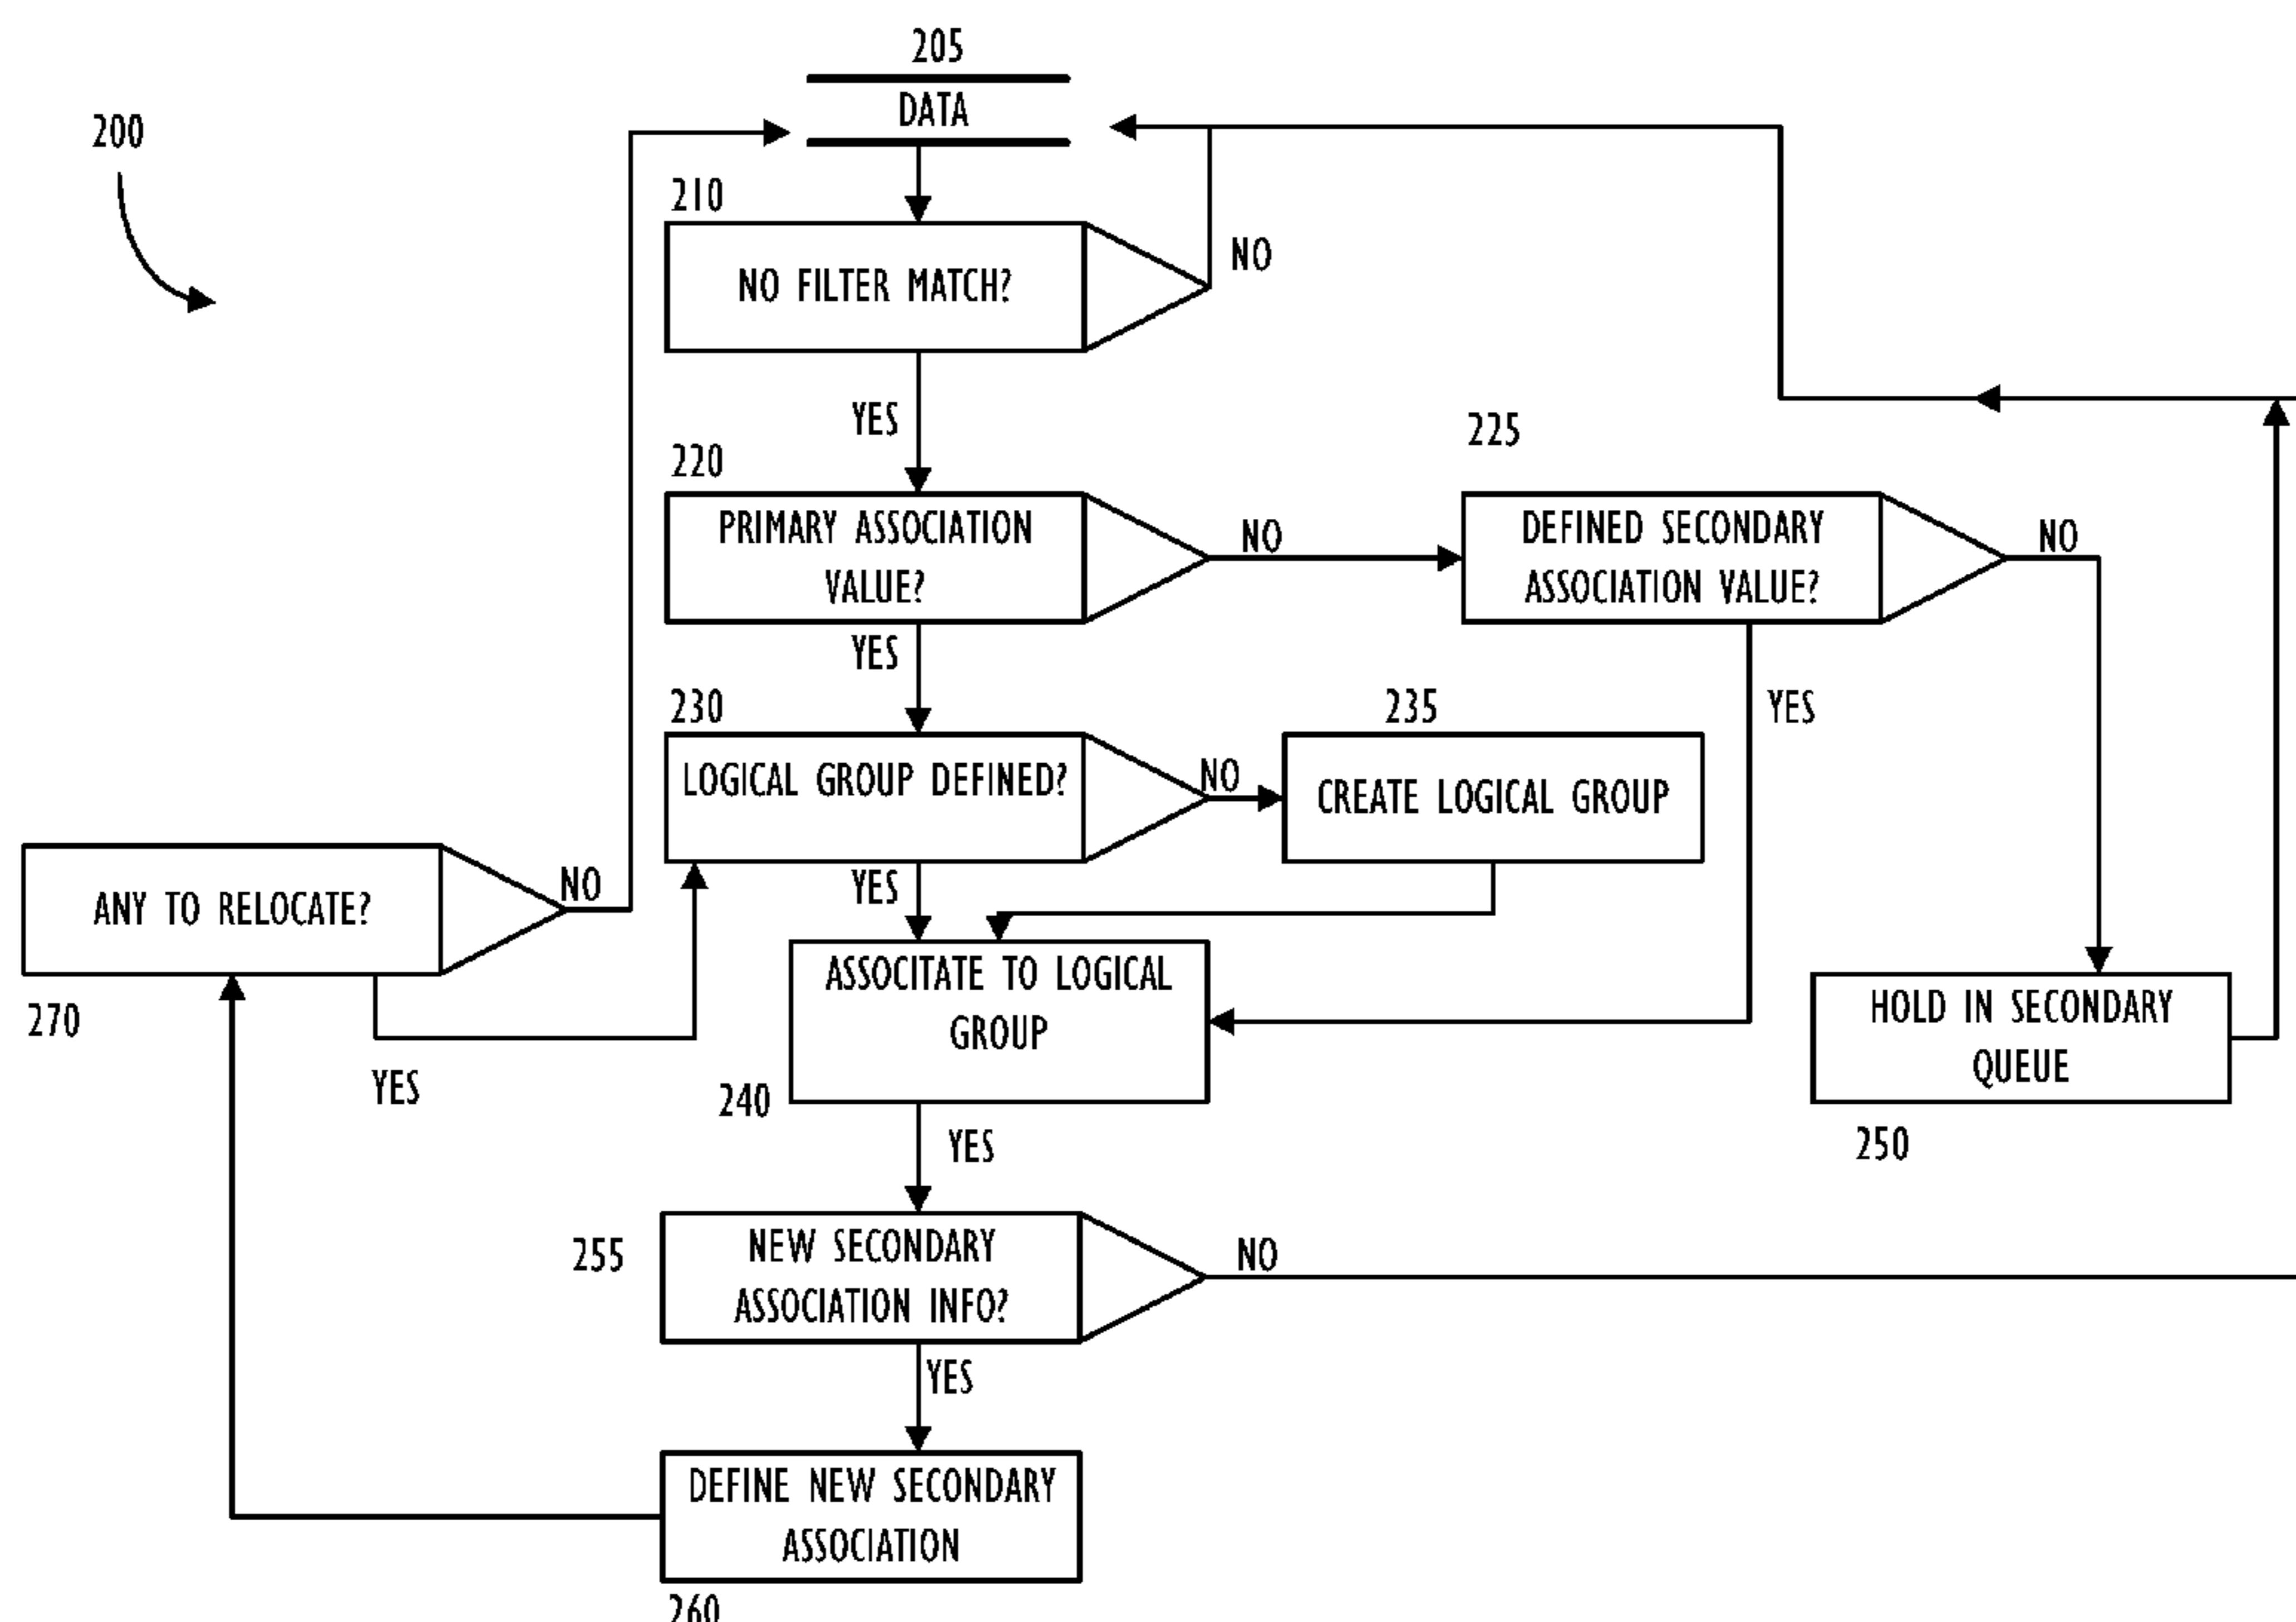 205
DATA
200
210
NO FILTER MATCH?
NO
YES
220
PRIMARY ASSOCIATION
VALUE?
NO
225
DEFINED SECONDARY
ASSOCIATION VALUE?
NO
YES
YES
230
LOGICAL GROUP DEFINED?
NO
235
CREATE LOGICAL GROUP
ANY TO RELOCATE?
NO
270
YES
YES
ASSOCITATE TO LOGICAL
GROUP
240
HOLD IN SECONDARY
QUEUE
250
YES
255
NEW SECONDARY
ASSOCIATION INFO?
NO
YES
DEFINE NEW SECONDARY
ASSOCIATION
260